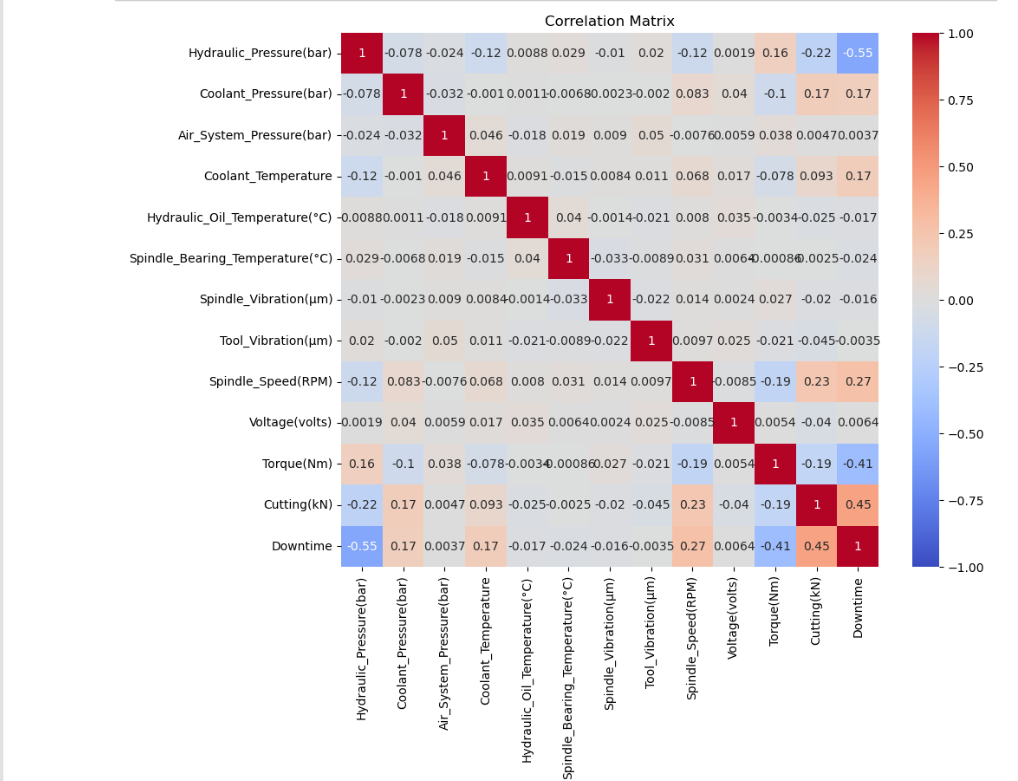 Correlation Matrix
Hydraulic_Pressure(bar) 1 -0.078 -0.024 -0.12 0.0088 0.029 -0.01 0.02 -0.12 0.0019 0.16 -0.22 -0.55
Coolant_Pressure(bar) -0.078 1 -0.032 -0.001 0.0011 -0.0068 -0.0023 -0.002 0.083 0.04 -0.1 0.17 0.17
Air_System_Pressure(bar) -0.024 -0.032 1 0.046 -0.018 0.019 0.009 0.05 -0.0076 0.0059 0.038 0.0047 0.0037
Coolant_Temperature -0.12 -0.001 0.046 1 0.0091 -0.015 0.0084 0.011 0.068 0.017 -0.078 0.093 0.17
Hydraulic_Oil_Temperature(°C) 0.0088 0.0011 -0.018 0.0091 1 0.04 -0.0014 -0.021 0.008 0.035 -0.0034 -0.025 -0.017
Spindle_Bearing_Temperature(°C) 0.029 -0.0068 0.019 -0.015 0.04 1 -0.033 -0.0089 0.031 0.0064 -0.00086 -0.0025 -0.024
Spindle_Vibration(μm) -0.01 -0.0023 0.009 0.0084 -0.0014 -0.033 1 -0.022 0.014 0.0024 0.027 -0.02 -0.016
Tool_Vibration(μm) 0.02 -0.002 0.05 0.011 -0.021 -0.0089 -0.022 1 0.0097 0.025 -0.021 -0.045 -0.0035
Spindle_Speed(RPM) -0.12 0.083 -0.0076 0.068 0.008 0.031 0.014 0.0097 1 -0.0085 -0.19 0.23 0.27
Voltage(volts) 0.0019 0.04 0.0059 0.017 0.035 0.0064 0.0024 0.025 -0.0085 1 0.0054 -0.04 0.0064
Torque(Nm) 0.16 -0.1 0.038 -0.078 -0.0034 -0.00086 0.027 -0.021 -0.19 0.0054 1 -0.19 -0.41
Cutting(kN) -0.22 0.17 0.0047 0.093 -0.025 -0.0025 -0.02 -0.045 0.23 -0.04 -0.19 1 0.45
Downtime -0.55 0.17 0.0037 0.17 -0.017 -0.024 -0.016 -0.0035 0.27 0.0064 -0.41 0.45 1
Hydraulic_Pressure(bar)
Coolant_Pressure(bar)
Air_System_Pressure(bar)
Coolant_Temperature
Hydraulic_Oil_Temperature(°C)
Spindle_Bearing_Temperature(°C)
Spindle_Vibration(μm)
Tool_Vibration(μm)
Spindle_Speed(RPM)
Voltage(volts)
Torque(Nm)
Cutting(kN)
Downtime
1.00
0.75
0.50
0.25
0.00
−0.25
−0.50
−0.75
−1.00